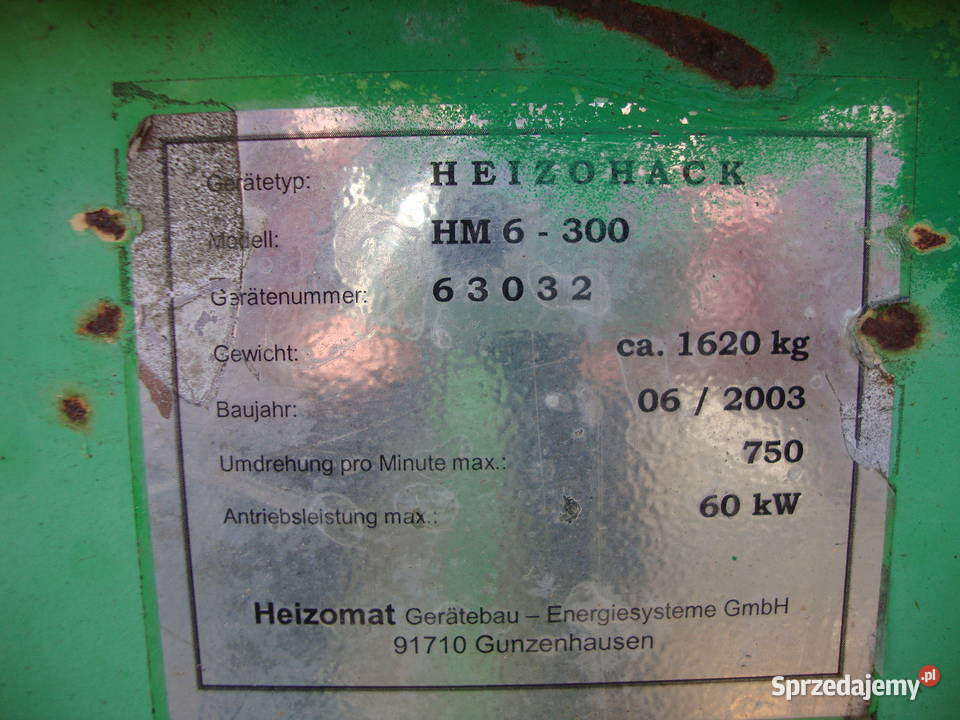 Gerätetyp: HEIZOHACK
Modell: HM 6 - 300
Gerätenummer: 63032
Gewicht: ca. 1620 kg
Baujahr: 06 / 2003
Umdrehung pro Minute max.: 750
Antriebsleistung max.: 60 kW
Heizomat Gerätebau – Energiesysteme GmbH
91710 Gunzenhausen
Sprzedajemy.pl